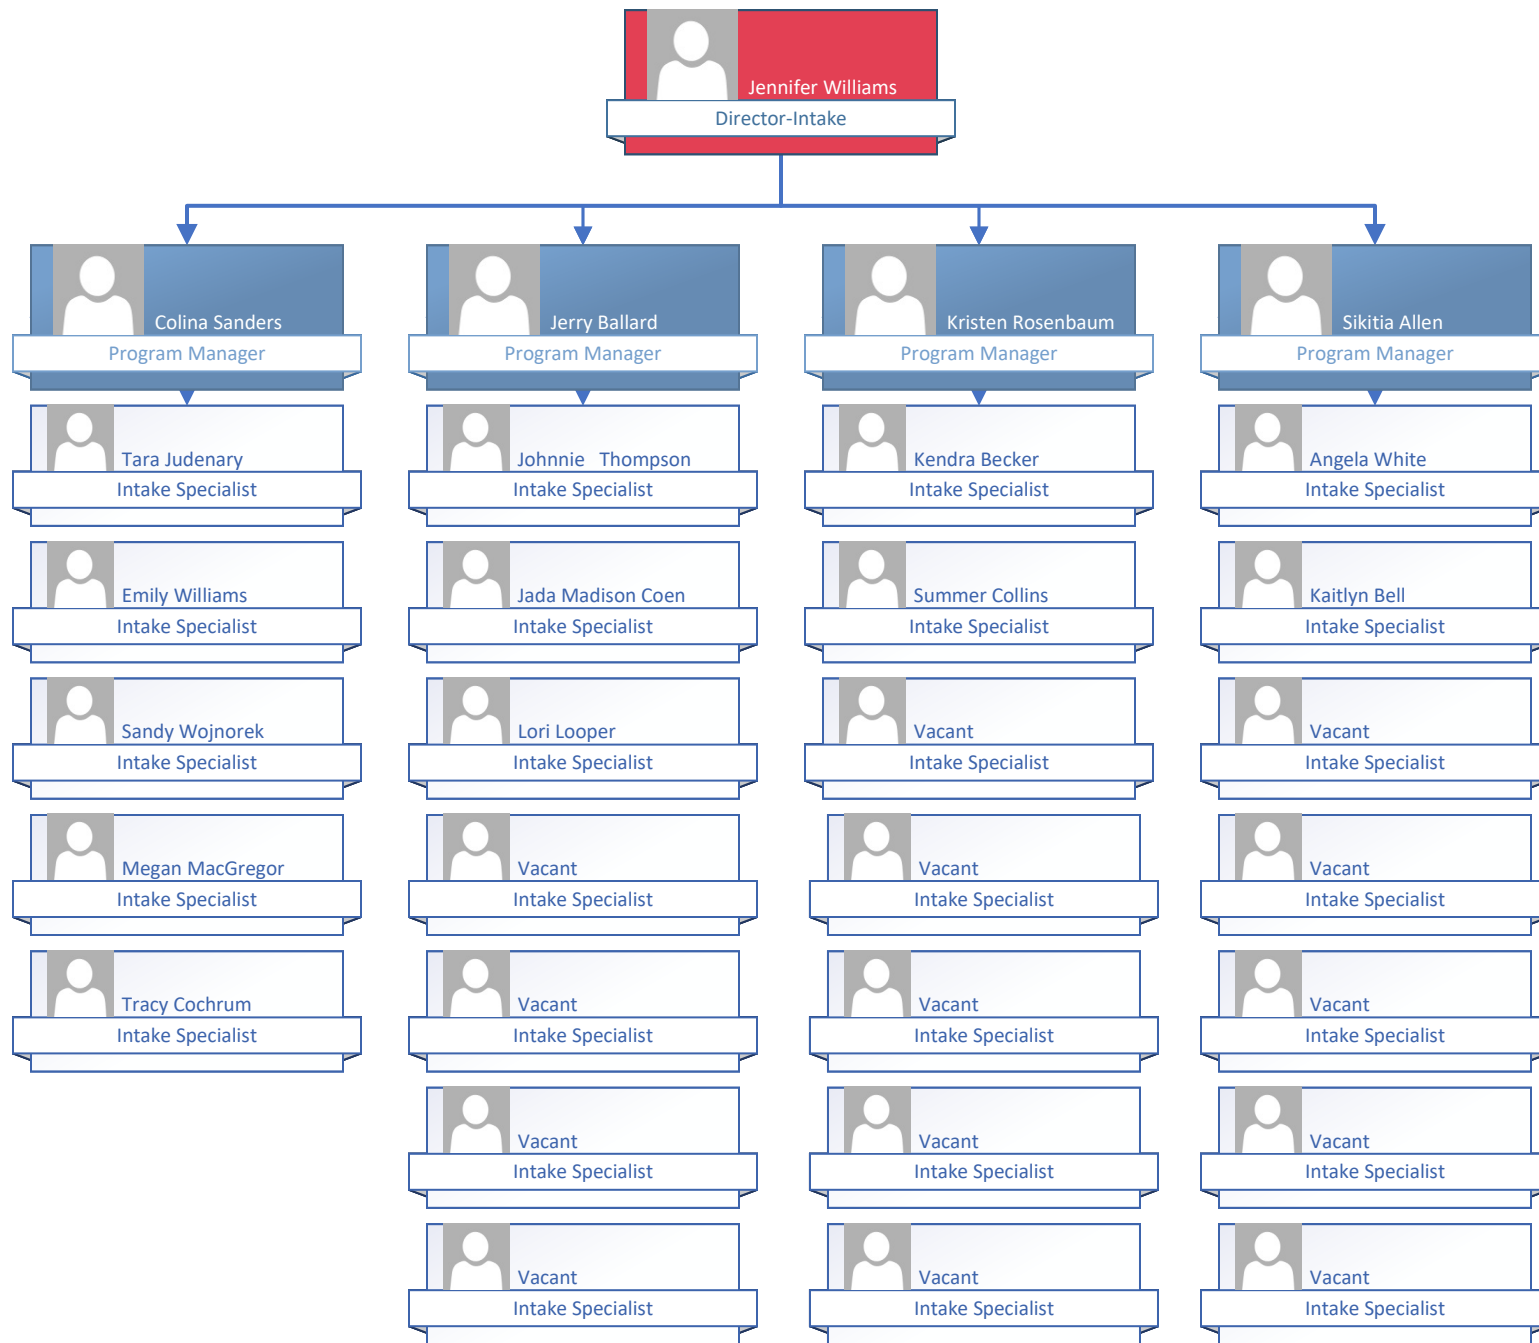 Jennifer Williams
Director-Intake
Colina Sanders
Program Manager
Jerry Ballard
Program Manager
Kristen Rosenbaum
Program Manager
Sikitia Allen
Program Manager
Tara Judenary
Intake Specialist
Johnnie   Thompson
Intake Specialist
Kendra Becker
Intake Specialist
Angela White
Intake Specialist
Emily Williams
Intake Specialist
Jada Madison Coen
Intake Specialist
Summer Collins
Intake Specialist
Kaitlyn Bell
Intake Specialist
Sandy Wojnorek
Intake Specialist
Lori Looper
Intake Specialist
Vacant
Intake Specialist
Vacant
Intake Specialist
Megan MacGregor
Intake Specialist
Vacant
Intake Specialist
Vacant
Intake Specialist
Vacant
Intake Specialist
Tracy Cochrum
Intake Specialist
Vacant
Intake Specialist
Vacant
Intake Specialist
Vacant
Intake Specialist
Vacant
Intake Specialist
Vacant
Intake Specialist
Vacant
Intake Specialist
Vacant
Intake Specialist
Vacant
Intake Specialist
Vacant
Intake Specialist